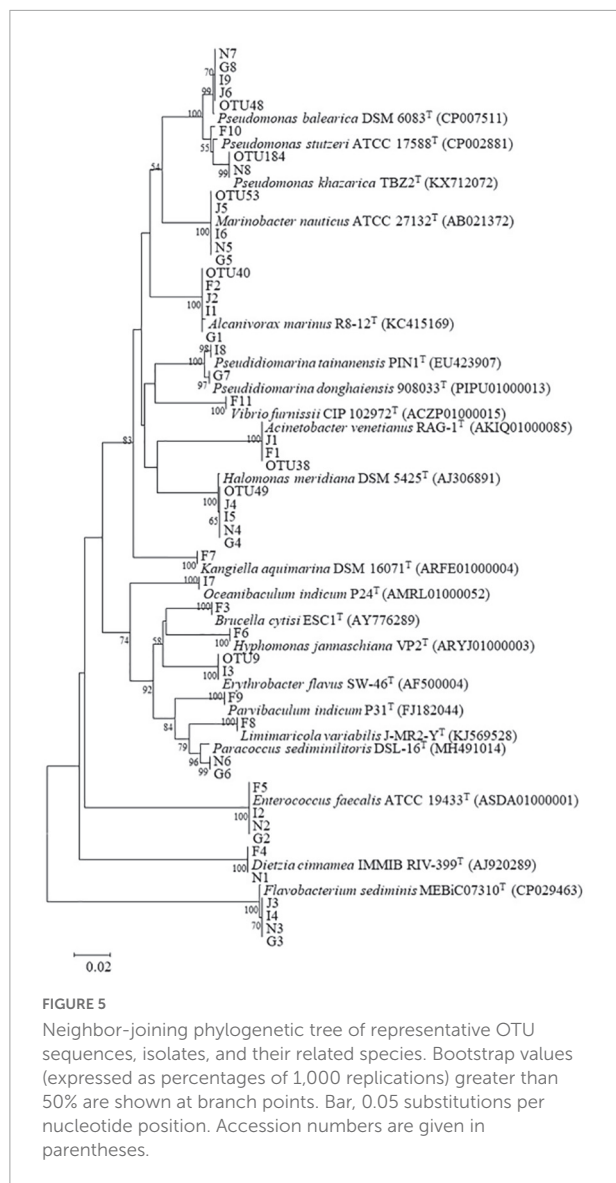 N7
G8
70
I9
J6
99
OTU48
100
Pseudomonas balearica DSM 6083T (CP007511)
F10
Pseudomonas stutzeri ATCC 17588T (CP002881)
55
OTU184
54
N8
99
Pseudomonas khazarica TBZ2T (KX712072)
OTU53
J5
Marinobacter nauticus ATCC 27132T (AB021372)
100
I6
N5
G5
OTU40
F2
J2
100
I1
Alcanivorax marinus R8-12T (KC415169)
G1
98
I8
100
Pseudidiomarina tainanensis PIN1T (EU423907)
G7
97
Pseudidiomarina donghaiensis 908033T (PIPU01000013)
F11
100
Vibrio furnissii CIP 102972T (ACZP01000015)
Acinetobacter venetianus RAG-1T (AKIQ01000085)
83
J1
100
F1
OTU38
Halomonas meridiana DSM 5425T (AJ306891)
OTU49
100
J4
I5
65
N4
G4
F7
100
Kangiella aquimarina DSM 16071T (ARFE01000004)
I7
100
Oceanibaculum indicum P24T (AMRL01000052)
F3
100
Brucella cytisi ESC1T (AY776289)
74
58
F6
100
Hyphomonas jannaschiana VP2T (ARYJ01000003)
OTU9
I3
100
Erythrobacter flavus SW-46T (AF500004)
92
F9
100
Parvibaculum indicum P31T (FJ182044)
84
F8
100
Limimaricola variabilis J-MR2-YT (KJ569528)
79
Paracoccus sediminilitoris DSL-16T (MH491014)
96
N6
99
G6
F5
Enterococcus faecalis ATCC 19433T (ASDA01000001)
100
I2
N2
G2
F4
Dietzia cinnamea IMMIB RIV-399T (AJ920289)
100
N1
Flavobacterium sediminis MEBiC07310T (CP029463)
J3
100
I4
N3
70
G3
0.02
FIGURE 5
Neighbor-joining phylogenetic tree of representative OTU
sequences, isolates, and their related species. Bootstrap values
(expressed as percentages of 1,000 replications) greater than
50% are shown at branch points. Bar, 0.05 substitutions per
nucleotide position. Accession numbers are given in
parentheses.